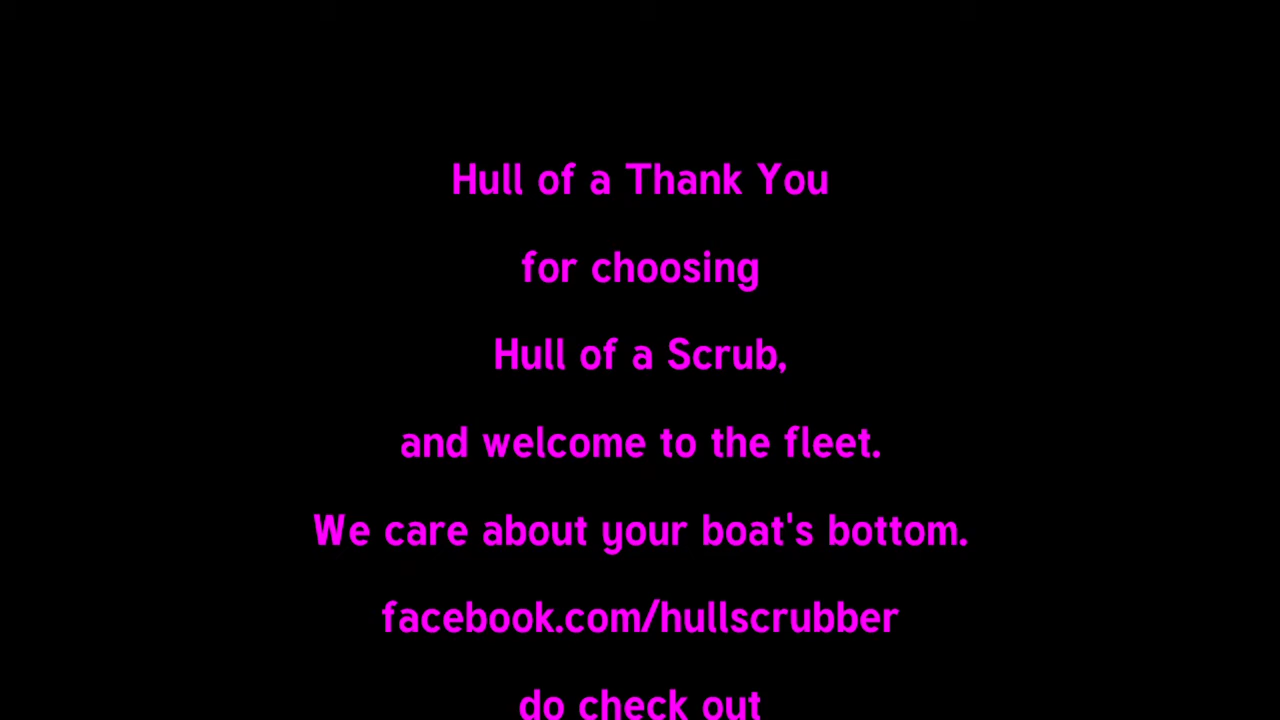 Hull of a Thank You
for choosing
Hull of a Scrub,
and welcome to the fleet.
We care about your boat's bottom.
facebook.com/hullscrubber
do check out